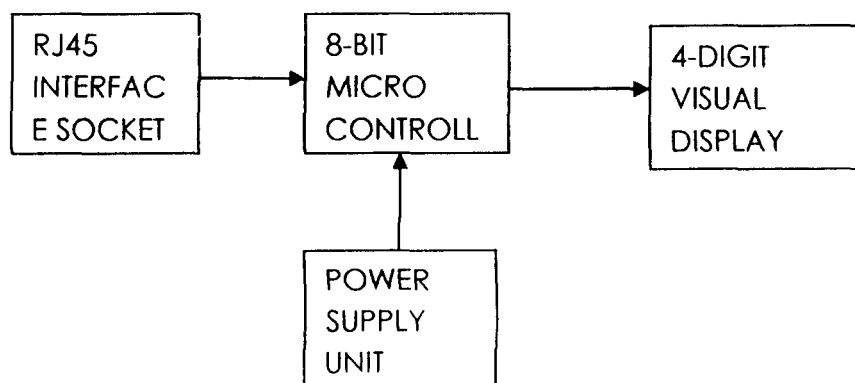 RJ45
INTERFAC
E SOCKET
8-BIT
MICRO
CONTROLL
4-DIGIT
VISUAL
DISPLAY
POWER
SUPPLY
UNIT